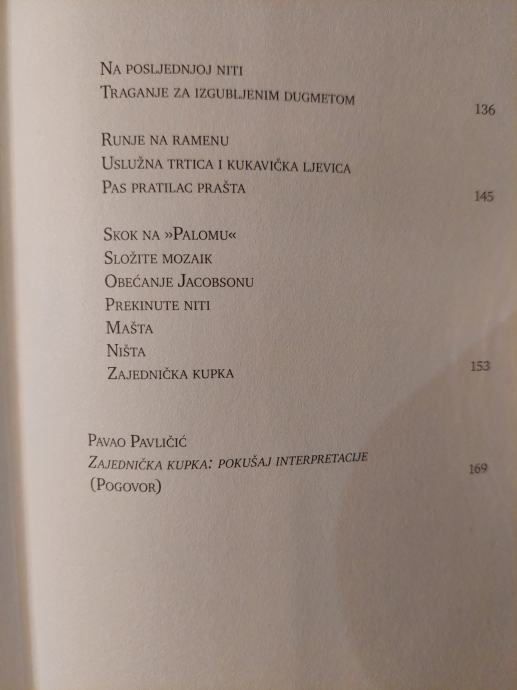 Na posljednjoj niti
Traganje za izgubljenim dugmetom
136
Runje na ramenu
Uslužna trtica i kukavička ljevica
Pas pratilac prašta
145
Skok na »Palomu«
Složite mozaik
Obećanje Jacobsonu
Prekinute niti
Mašta
Ništa
Zajednička kupka
153
Pavao Pavličić
Zajednička kupka: pokušaj interpretacije
(Pogovor)
169